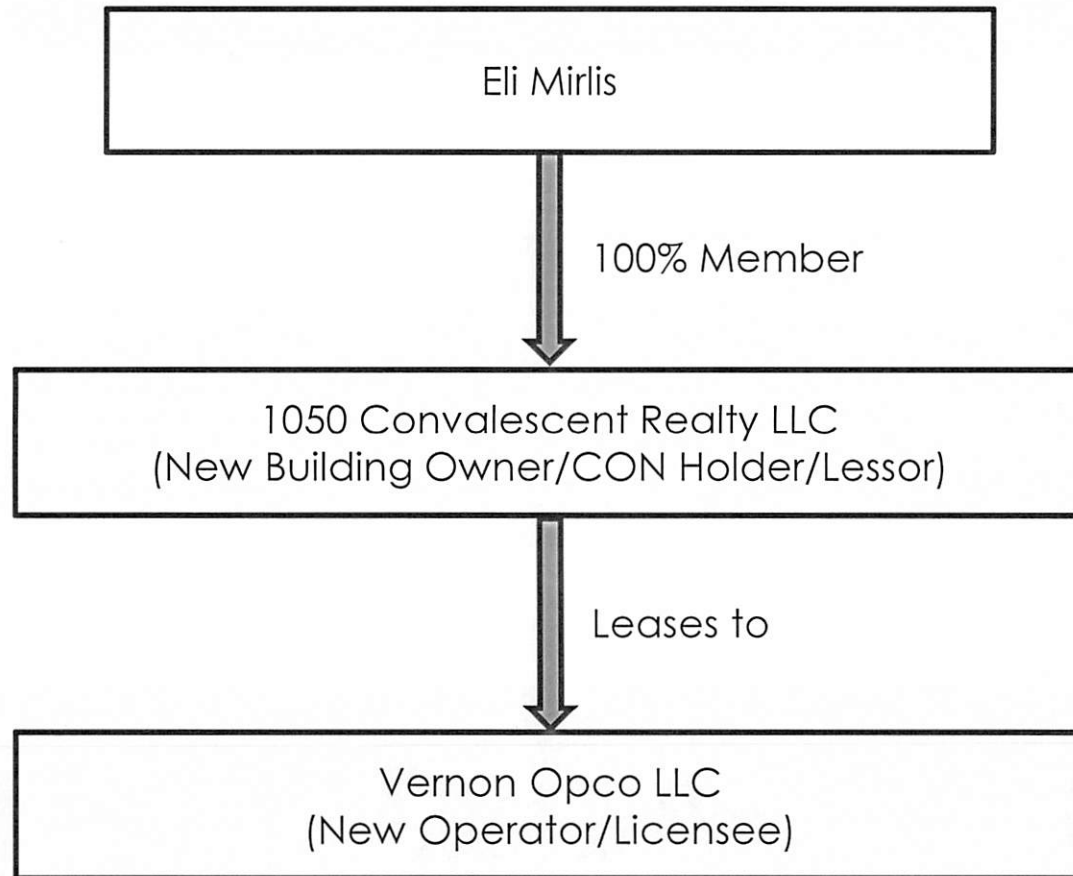 Eli Mirlis
100% Member
1050 Convalescent Realty LLC
(New Building Owner/CON Holder/Lessor)
Leases to
Vernon Opco LLC
(New Operator/Licensee)